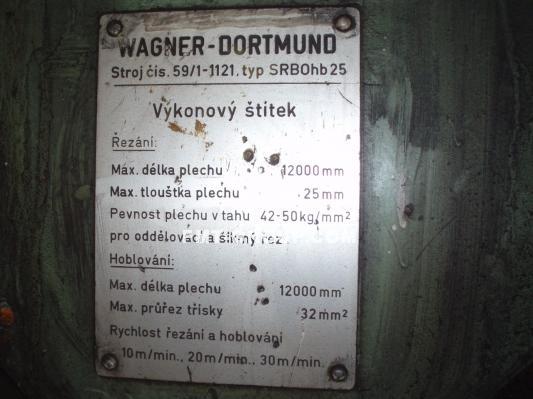 WAGNER-DORTMUND
Stroj čís. 59/1-1121, typ SRBOhb 25
Výkonový štítek
Řezání:
Max. délka plechu 12000 mm
Max. tloušťka plechu 25 mm
Pevnost plechu v tahu 42-50 kg/mm²
pro oddělovací a šikmý řez
Hoblování:
Max. délka plechu 12000 mm
Max. průřez třísky 32 mm²
Rychlost řezání a hoblování
10 m/min., 20 m/min., 30 m/min.